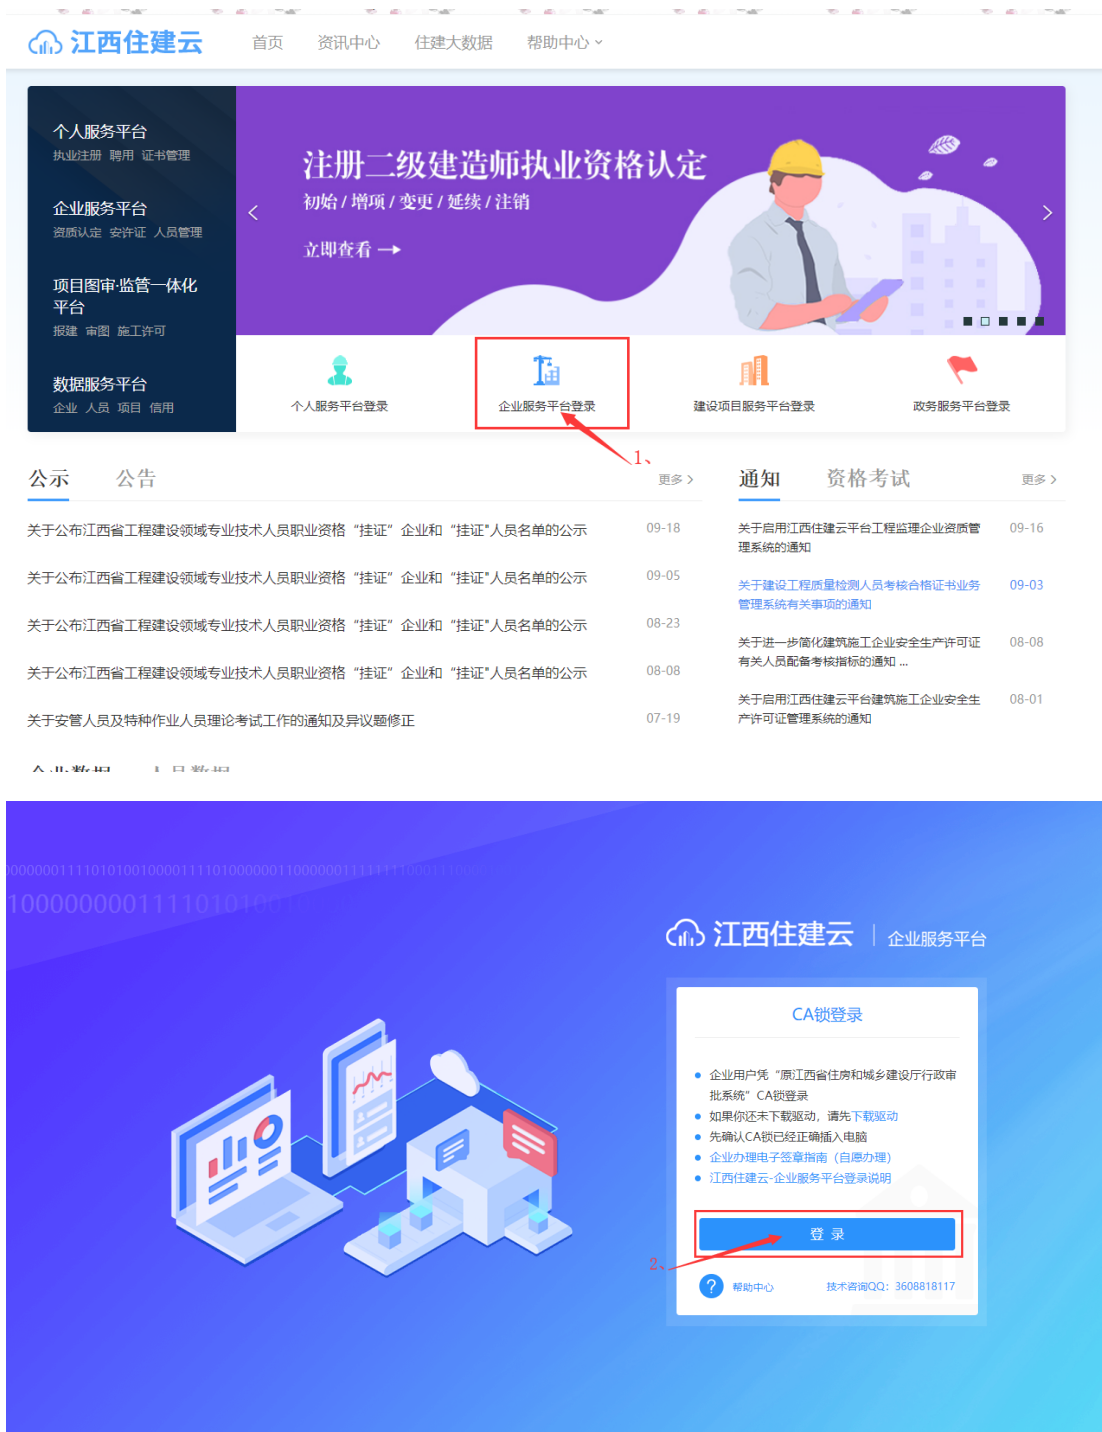 江西住建云
首页 资讯中心 住建大数据 帮助中心
个人服务平台
执业注册 聘用 证书管理
企业服务平台
资质认定 安许证 人员管理
项目图审·监管一体化
平台
报建 审图 施工许可
数据服务平台
企业 人员 项目 信用
注册二级建造师执业资格认定
初始 / 增项 / 变更 / 延续 / 注销
立即查看
个人服务平台登录
企业服务平台登录
建设项目服务平台登录
政务服务平台登录
1、
公示 公告 更多
关于公布江西省工程建设领域专业技术人员职业资格“挂证”企业和“挂证"人员名单的公示 09-18
关于公布江西省工程建设领域专业技术人员职业资格“挂证”企业和“挂证"人员名单的公示 09-05
关于公布江西省工程建设领域专业技术人员职业资格“挂证”企业和“挂证"人员名单的公示 08-23
关于公布江西省工程建设领域专业技术人员职业资格“挂证”企业和“挂证"人员名单的公示 08-08
关于安管人员及特种作业人员理论考试工作的通知及异议题修正 07-19
通知 资格考试 更多
关于启用江西住建云平台工程监理企业资质管 09-16
理系统的通知
关于建设工程质量检测人员考核合格证书业务 09-03
管理系统有关事项的通知
关于进一步简化建筑施工企业安全生产许可证 08-08
有关人员配备考核指标的通知 ...
关于启用江西住建云平台建筑施工企业安全生 08-01
产许可证管理系统的通知
企业数据 人员数据
江西住建云 企业服务平台
CA锁登录
企业用户凭“原江西省住房和城乡建设厅行政审
批系统”CA锁登录
如果你还未下载驱动，请先下载驱动
先确认CA锁已经正确插入电脑
企业办理电子签章指南（自愿办理）
江西住建云-企业服务平台登录说明
登 录
2、
? 帮助中心 技术咨询QQ：3608818117